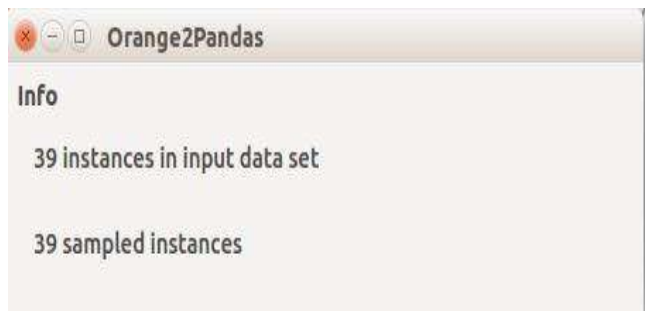 Orange2Pandas
Info
39 instances in input data set
39 sampled instances